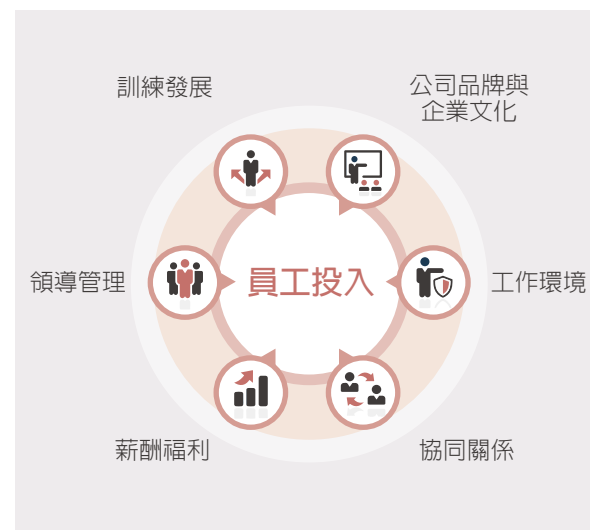 訓練發展
公司品牌與
企業文化
領導管理
員工投入
工作環境
薪酬福利
協同關係